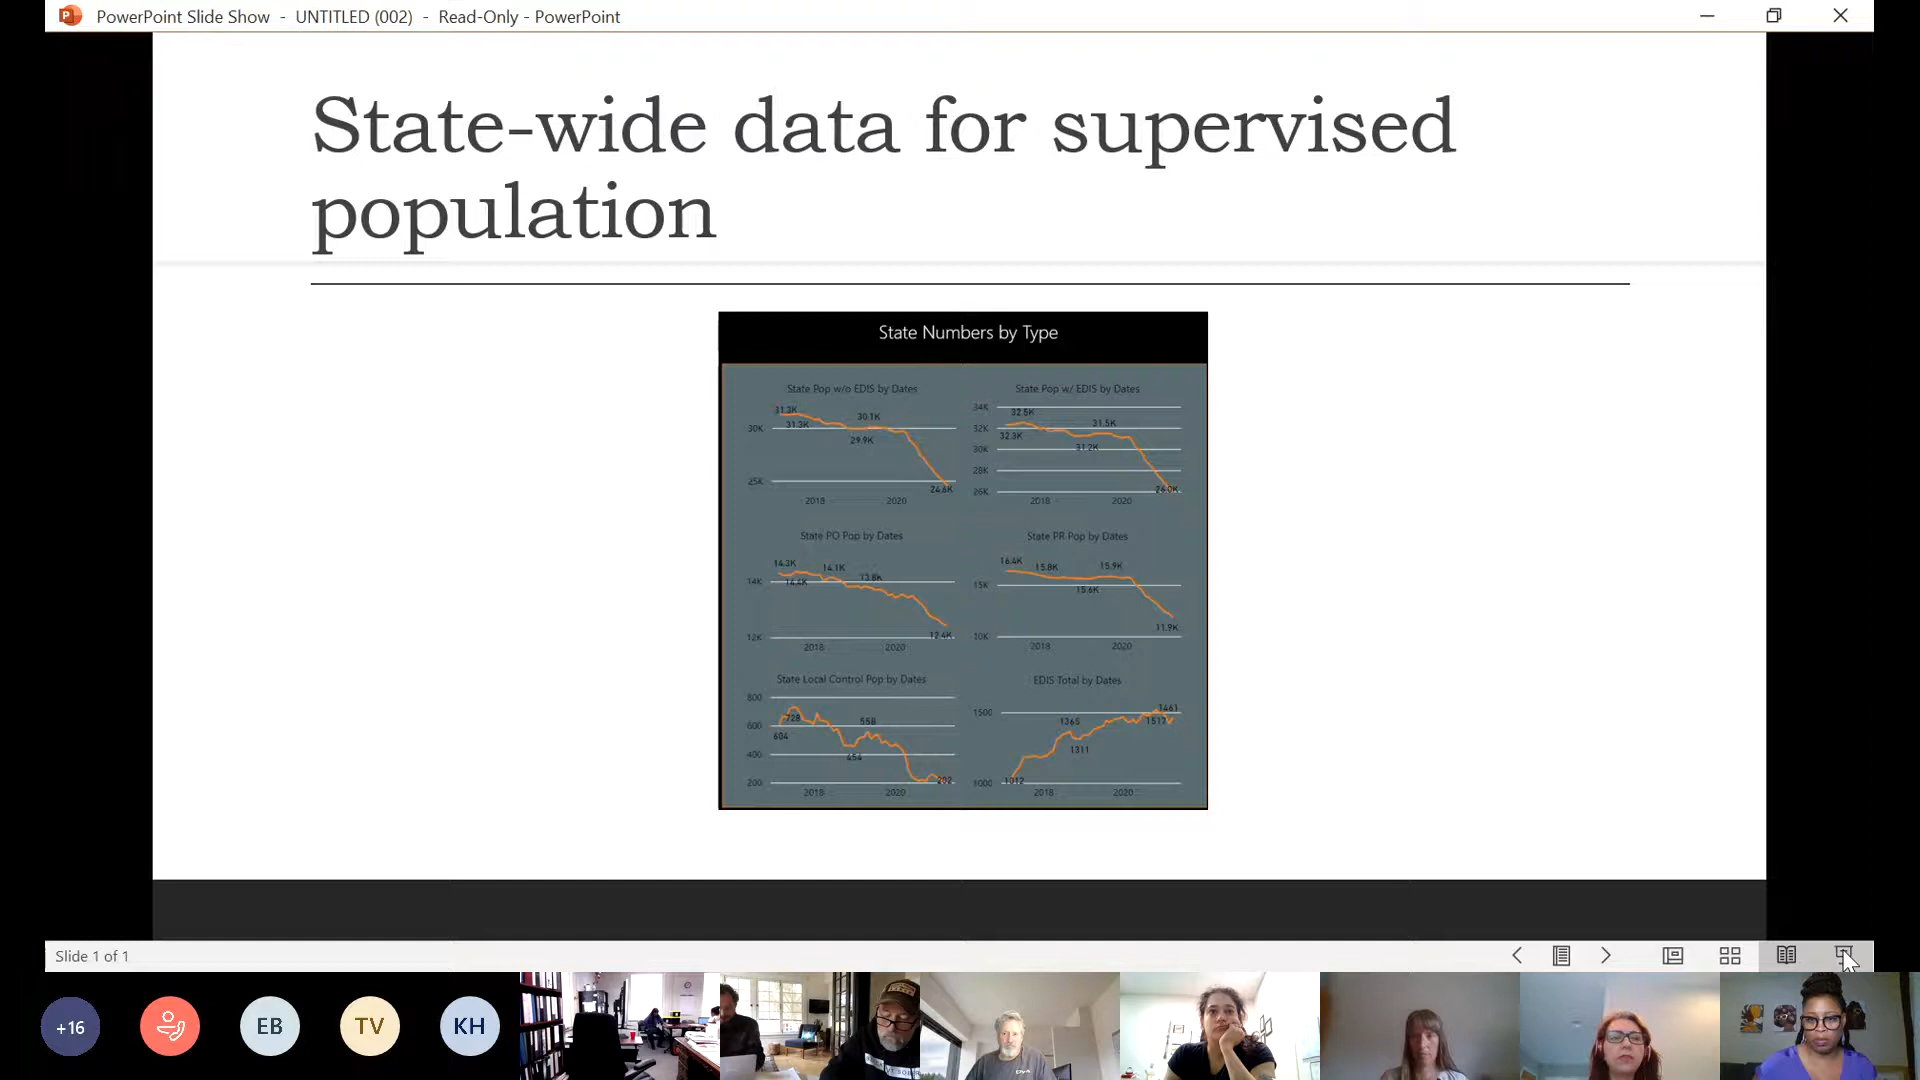 PowerPoint Slide Show - UNTITLED (002) - Read-Only - PowerPoint
State-wide data for supervised
population
State Numbers by Type
State Pop w/o EDIS by Dates
31.3K
31.3K
30.1K
30K
29.9K
25K
24.6K
2018
2020
State Pop w/ EDIS by Dates
34K
32.5K
32K
31.5K
32.3K
31.2K
30K
28K
26K
26.0K
2018
2020
State PO Pop by Dates
14.3K
14.1K
13.8K
14K
14.4K
12K
12.4K
2018
2020
State PR Pop by Dates
16.4K
15.8K
15.9K
15K
15.6K
11.9K
10K
2018
2020
State Local Control Pop by Dates
800
728
558
600
604
400
454
200
202
2018
2020
EDIS Total by Dates
1461
1500
1365
1517
1311
1000
1012
2018
2020
Slide 1 of 1
+16
EB
TV
KH